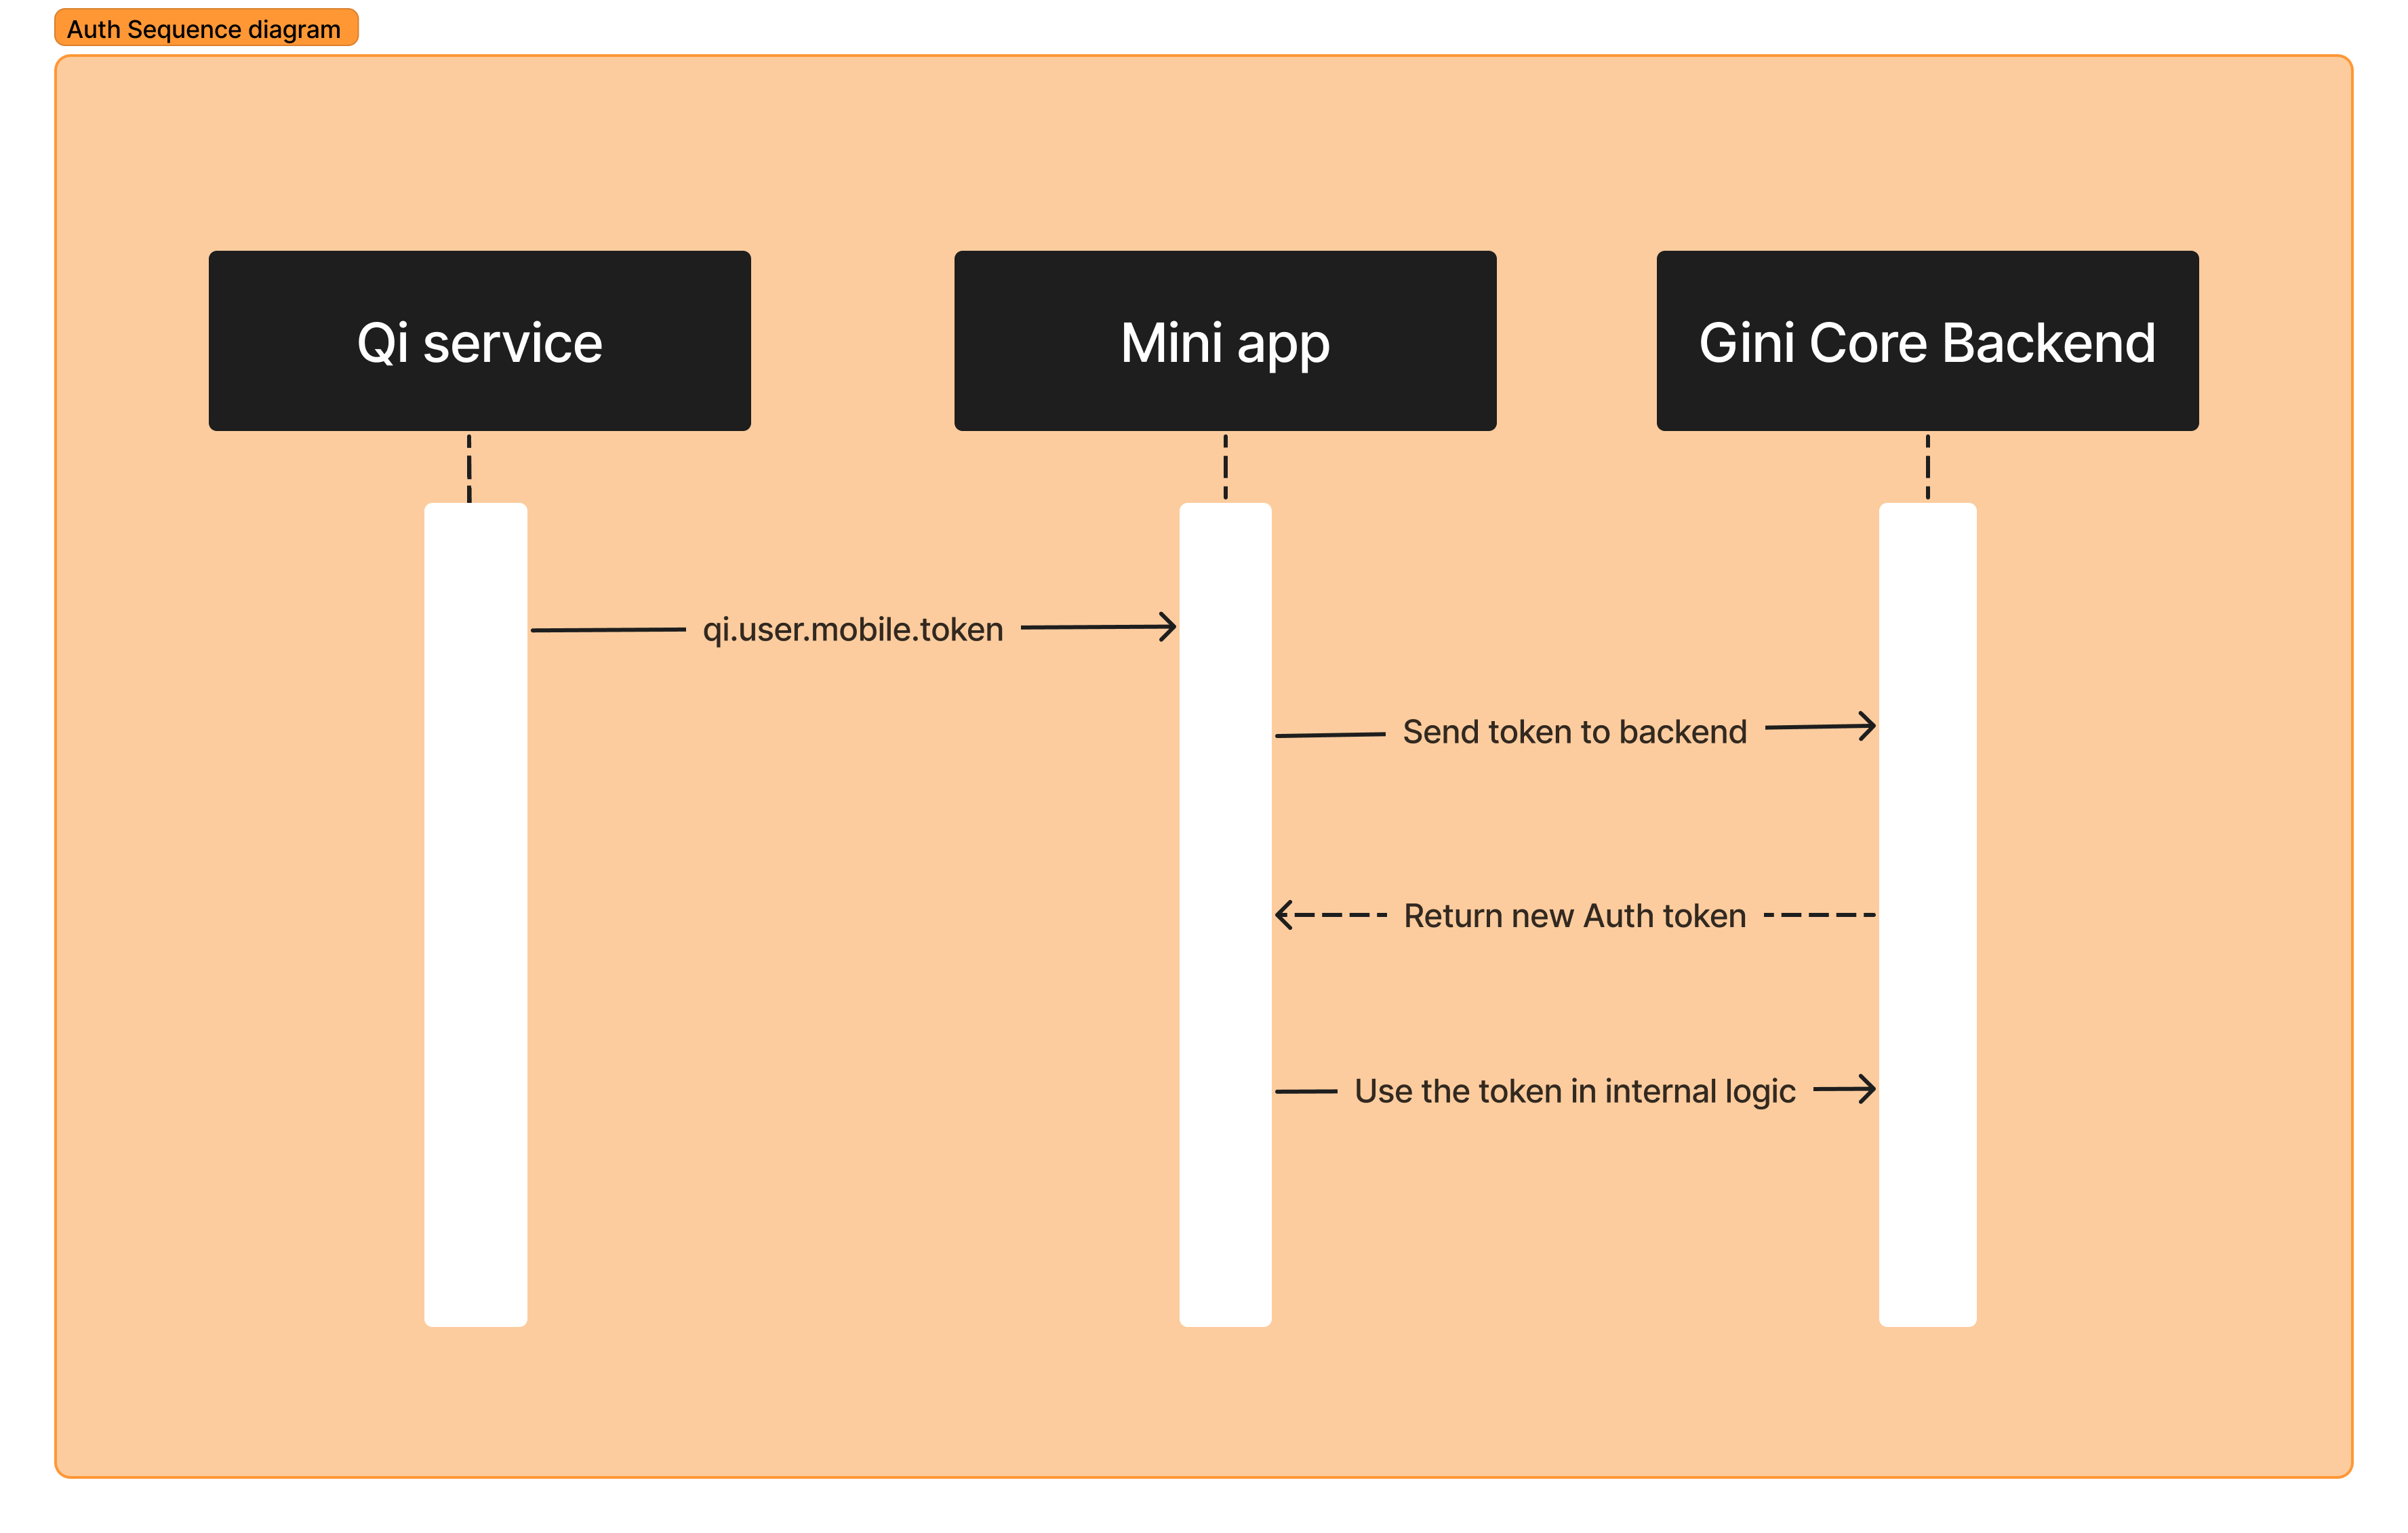 Auth Sequence diagram
Qi service
Mini app
Gini Core Backend
qi.user.mobile.token
Send token to backend
Return new Auth token
Use the token in internal logic